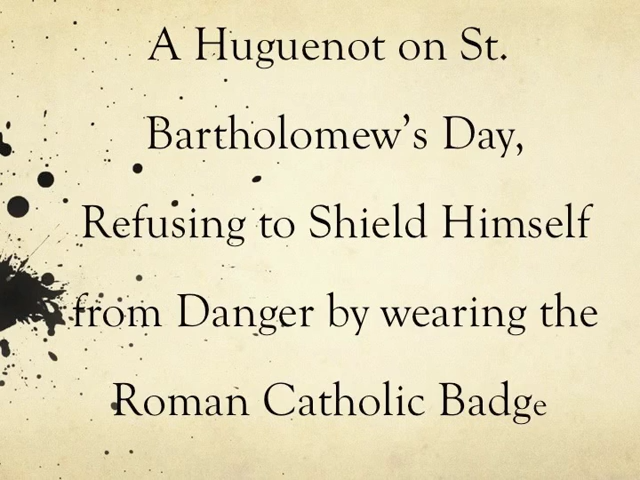 A Huguenot on St.
Bartholomew’s Day,
Refusing to Shield Himself
from Danger by wearing the
Roman Catholic Badge